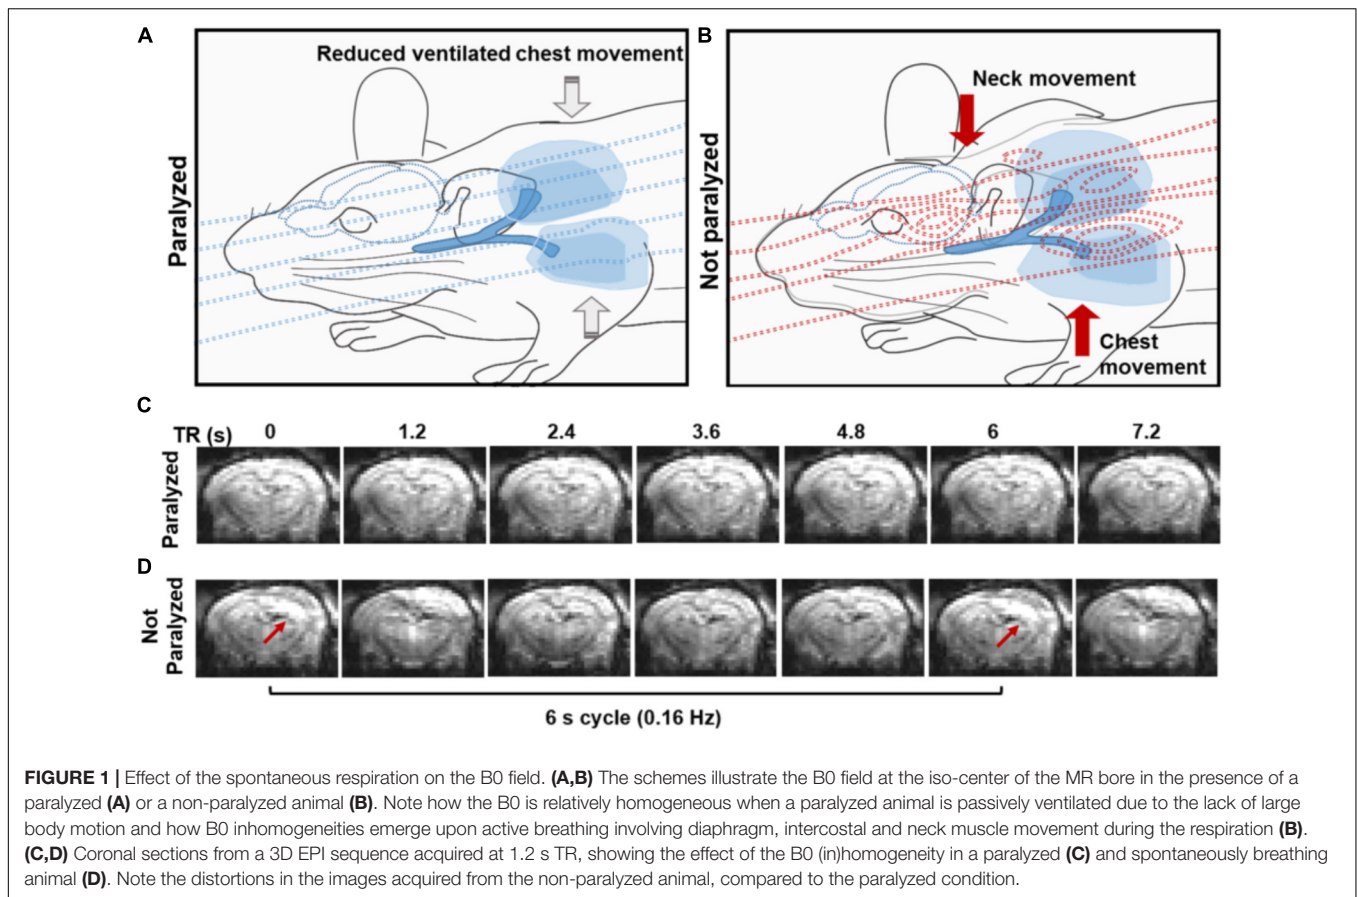 A
Reduced ventilated chest movement
Paralyzed
B
Neck movement
Not paralyzed
Chest
movement
C
TR (s) 0 1.2 2.4 3.6 4.8 6 7.2
Paralyzed
D
Not
Paralyzed
6 s cycle (0.16 Hz)
FIGURE 1 | Effect of the spontaneous respiration on the B0 field. (A,B) The schemes illustrate the B0 field at the iso-center of the MR bore in the presence of a
paralyzed (A) or a non-paralyzed animal (B). Note how the B0 is relatively homogeneous when a paralyzed animal is passively ventilated due to the lack of large
body motion and how B0 inhomogeneities emerge upon active breathing involving diaphragm, intercostal and neck muscle movement during the respiration (B).
(C,D) Coronal sections from a 3D EPI sequence acquired at 1.2 s TR, showing the effect of the B0 (in)homogeneity in a paralyzed (C) and spontaneously breathing
animal (D). Note the distortions in the images acquired from the non-paralyzed animal, compared to the paralyzed condition.